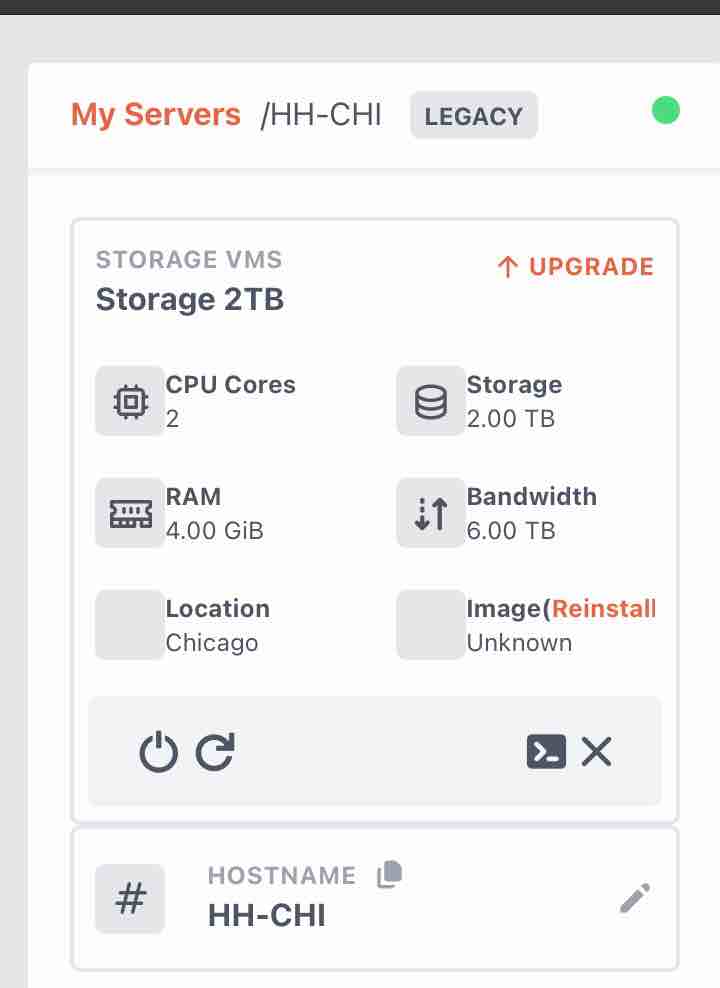 My Servers /HH-CHI LEGACY
STORAGE VMS
UPGRADE
Storage 2TB
CPU Cores
2
Storage
2.00 TB
RAM
4.00 GiB
Bandwidth
6.00 TB
Location
Chicago
Image(Reinstall
Unknown
#
HOSTNAME
HH-CHI